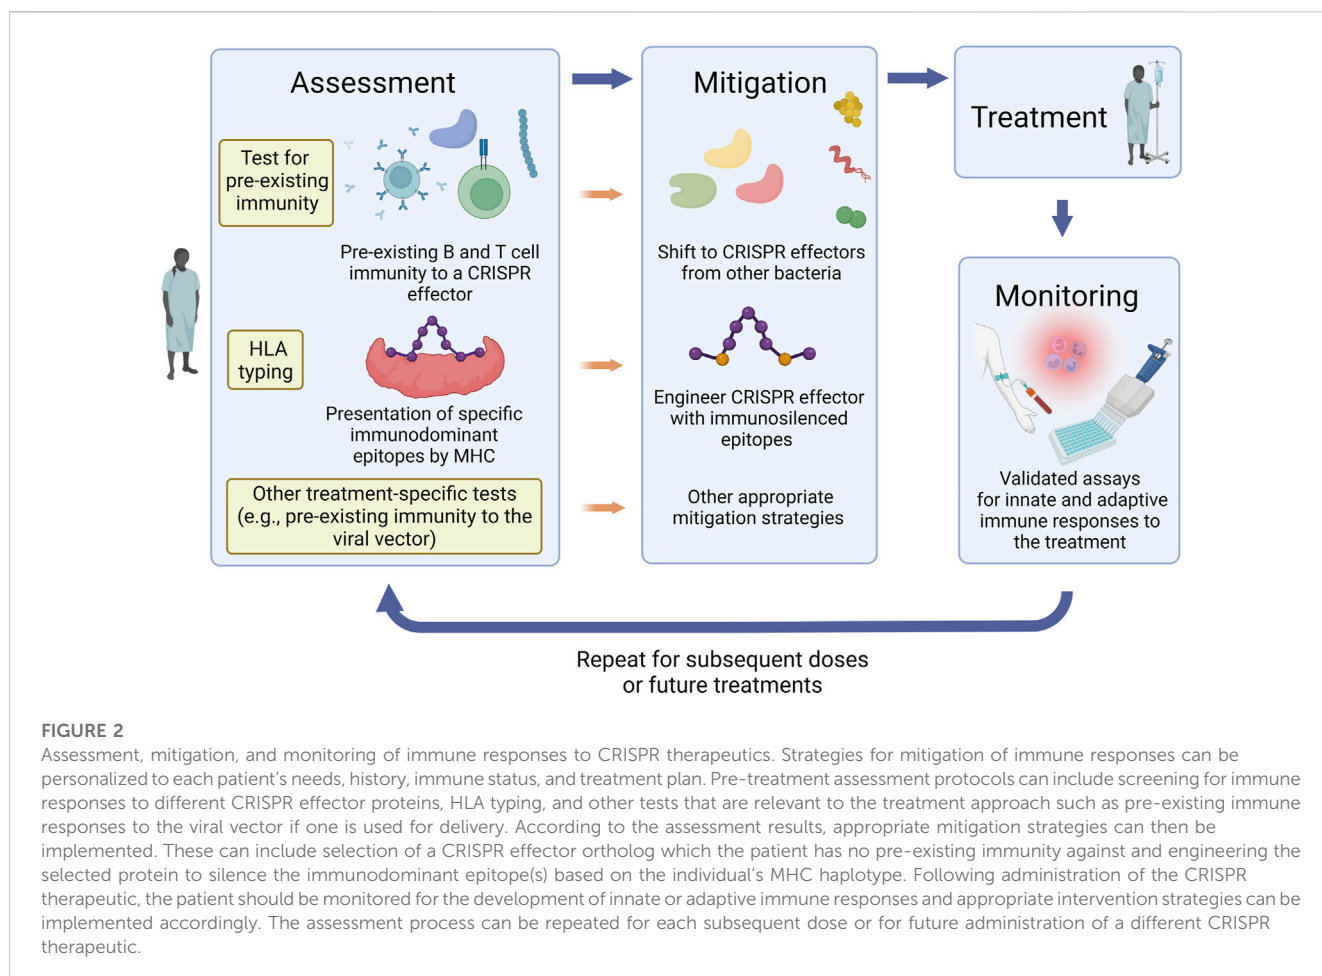 Assessment
Test for
pre-existing
immunity
Pre-existing B and T cell
immunity to a CRISPR
effector
HLA
typing
Presentation of specific
immunodominant
epitopes by MHC
Other treatment-specific tests
(e.g., pre-existing immunity to the
viral vector)
Mitigation
Shift to CRISPR effectors
from other bacteria
Engineer CRISPR effector
with immunosilenced
epitopes
Other appropriate
mitigation strategies
Treatment
Monitoring
Validated assays
for innate and adaptive
immune responses to
the treatment
Repeat for subsequent doses
or future treatments
FIGURE 2
Assessment, mitigation, and monitoring of immune responses to CRISPR therapeutics. Strategies for mitigation of immune responses can be
personalized to each patient's needs, history, immune status, and treatment plan. Pre-treatment assessment protocols can include screening for immune
responses to different CRISPR effector proteins, HLA typing, and other tests that are relevant to the treatment approach such as pre-existing immune
responses to the viral vector if one is used for delivery. According to the assessment results, appropriate mitigation strategies can then be
implemented. These can include selection of a CRISPR effector ortholog which the patient has no pre-existing immunity against and engineering the
selected protein to silence the immunodominant epitope(s) based on the individual's MHC haplotype. Following administration of the CRISPR
therapeutic, the patient should be monitored for the development of innate or adaptive immune responses and appropriate intervention strategies can be
implemented accordingly. The assessment process can be repeated for each subsequent dose or for future administration of a different CRISPR
therapeutic.